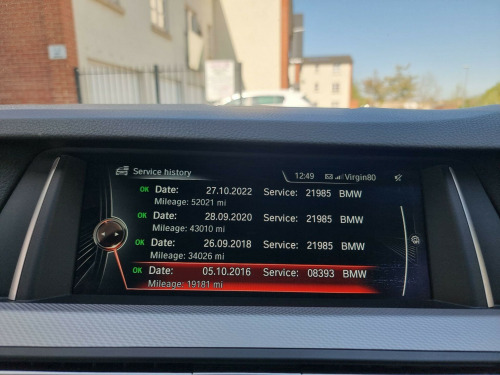 Service history
12:49 Virgin80
OK Date: 27.10.2022 Service: 21985 BMW
Mileage: 52021 mi
OK Date: 28.09.2020 Service: 21985 BMW
Mileage: 43010 mi
OK Date: 26.09.2018 Service: 21985 BMW
Mileage: 34026 mi
OK Date: 05.10.2016 Service: 08393 BMW
Mileage: 19181 mi